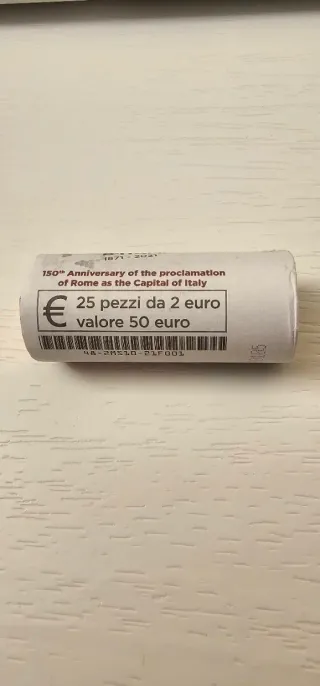 1871 - 2021
150th Anniversary of the proclamation
of Rome as the Capital of Italy
€ 25 pezzi da 2 euro
valore 50 euro